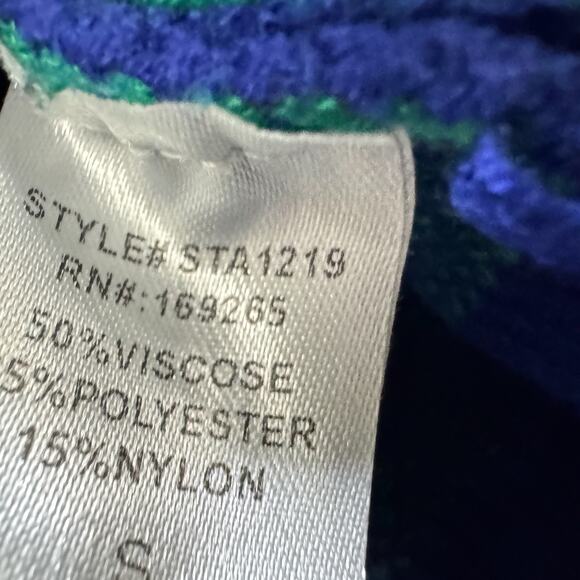 STYLE# STA1219
RN#:169265
50%VISCOSE
5%POLYESTER
15%NYLON
S